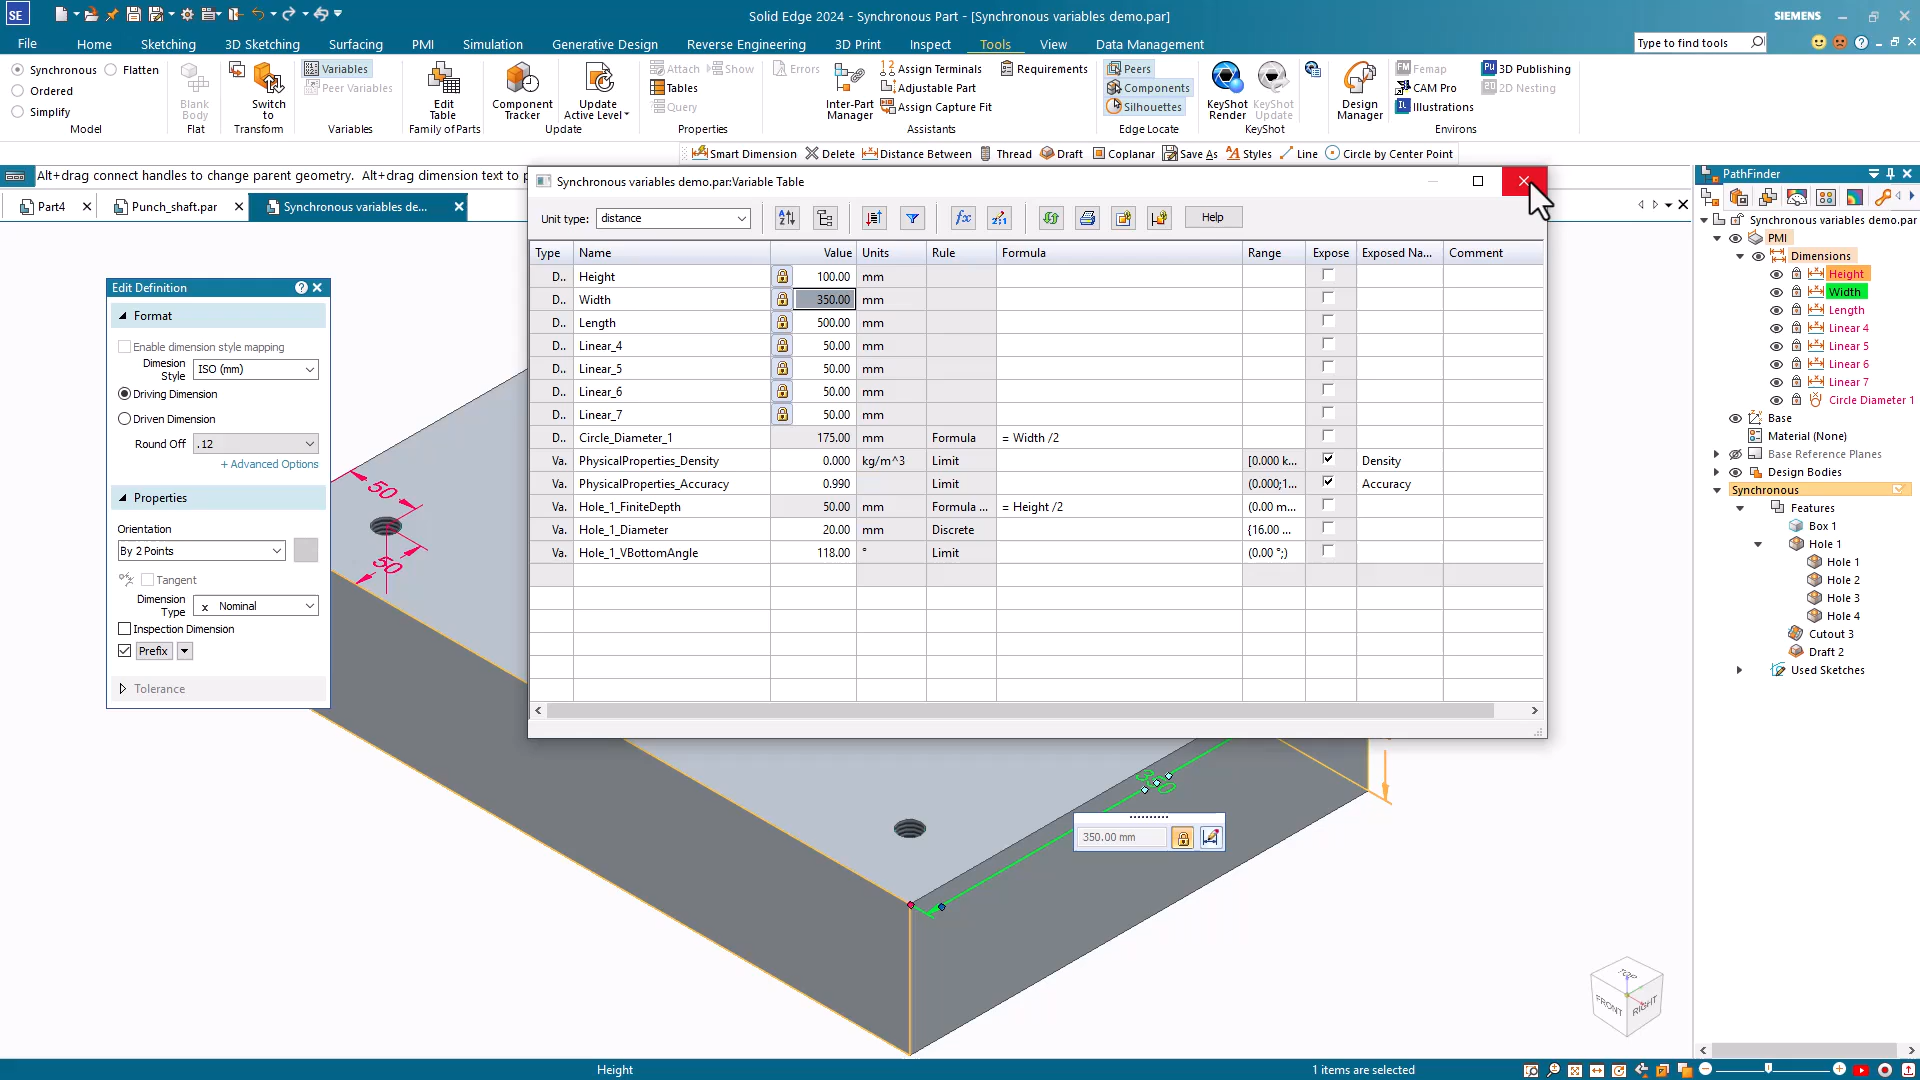 SE
Solid Edge 2024 - Synchronous Part - [Synchronous variables demo.par]
SIEMENS
File Home Sketching 3D Sketching Surfacing PMI Simulation Generative Design Reverse Engineering 3D Print Inspect Tools View Data Management
Type to find tools
Synchronous Flatten
Ordered
Simplify
Model
Blank Body
Flat
Switch to
Transform
Variables
Peer Variables
Variables
Edit Table
Family of Parts
Component Tracker
Update Active Level
Update
Attach Show
Tables
Query
Properties
Errors
Inter-Part Manager
Assign Terminals
Adjustable Part
Assign Capture Fit
Requirements
Assistants
Peers
Components
Silhouettes
Edge Locate
KeyShot Render
KeyShot Update
KeyShot
Design Manager
Femap
CAM Pro
Illustrations
3D Publishing
2D Nesting
Environs
Smart Dimension Delete Distance Between Thread Draft Coplanar Save As Styles Line Circle by Center Point
Alt+drag connect handles to change parent geometry. Alt+drag dimension text to p
Part4 Punch_shaft.par Synchronous variables de...
Synchronous variables demo.par:Variable Table
Unit type: distance Help
Type Name Value Units Rule Formula Range Expose Exposed Na... Comment
D.. Height 100.00 mm
D.. Width 350.00 mm
D.. Length 500.00 mm
D.. Linear_4 50.00 mm
D.. Linear_5 50.00 mm
D.. Linear_6 50.00 mm
D.. Linear_7 50.00 mm
D.. Circle_Diameter_1 175.00 mm Formula = Width /2
Va. PhysicalProperties_Density 0.000 kg/m^3 Limit [0.000 k... Density
Va. PhysicalProperties_Accuracy 0.990 Limit (0.000;1... Accuracy
Va. Hole_1_FiniteDepth 50.00 mm Formula ... = Height /2 (0.00 m...
Va. Hole_1_Diameter 20.00 mm Discrete {16.00 ...
Va. Hole_1_VBottomAngle 118.00 ° Limit (0.00 °;)
Edit Definition
Format
Enable dimension style mapping
Dimesion Style ISO (mm)
Driving Dimension
Driven Dimension
Round Off .12
+ Advanced Options
Properties
Orientation
By 2 Points
Tangent
Dimension Type x Nominal
Inspection Dimension
Prefix
Tolerance
50
50
350
350.00 mm
TOP
FRONT
RIGHT
PathFinder
Synchronous variables demo.par
PMI
Dimensions
Height
Width
Length
Linear 4
Linear 5
Linear 6
Linear 7
Circle Diameter 1
Base
Material (None)
Base Reference Planes
Design Bodies
Synchronous
Features
Box 1
Hole 1
Hole 1
Hole 2
Hole 3
Hole 4
Cutout 3
Draft 2
Used Sketches
Height
1 items are selected